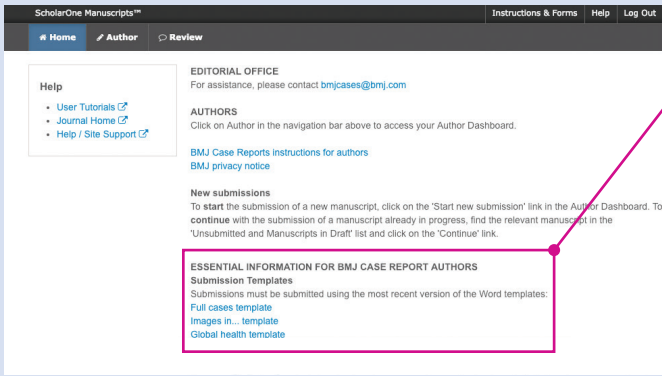 ScholarOne Manuscripts™ Instructions & Forms Help Log Out
Home Author Review
Help
User Tutorials
Journal Home
Help / Site Support
EDITORIAL OFFICE
For assistance, please contact bmjcases@bmj.com
AUTHORS
Click on Author in the navigation bar above to access your Author Dashboard.
BMJ Case Reports instructions for authors
BMJ privacy notice
New submissions
To start the submission of a new manuscript, click on the 'Start new submission' link in the Author Dashboard. To
continue with the submission of a manuscript already in progress, find the relevant manuscript in the
'Unsubmitted and Manuscripts in Draft' list and click on the 'Continue' link.
ESSENTIAL INFORMATION FOR BMJ CASE REPORT AUTHORS
Submission Templates
Submissions must be submitted using the most recent version of the Word templates:
Full cases template
Images in... template
Global health template